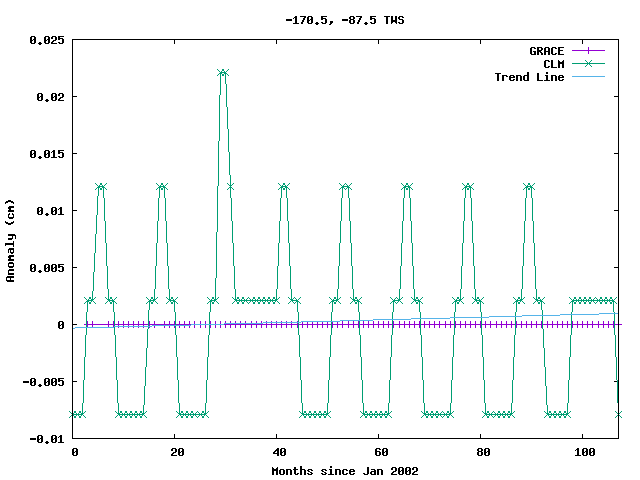 -170.5, -87.5 TWS
GRACE
CLM
Trend Line
0.025
0.02
0.015
0.01
0.005
0
-0.005
-0.01
Anomaly (cm)
0 20 40 60 80 100
Months since Jan 2002